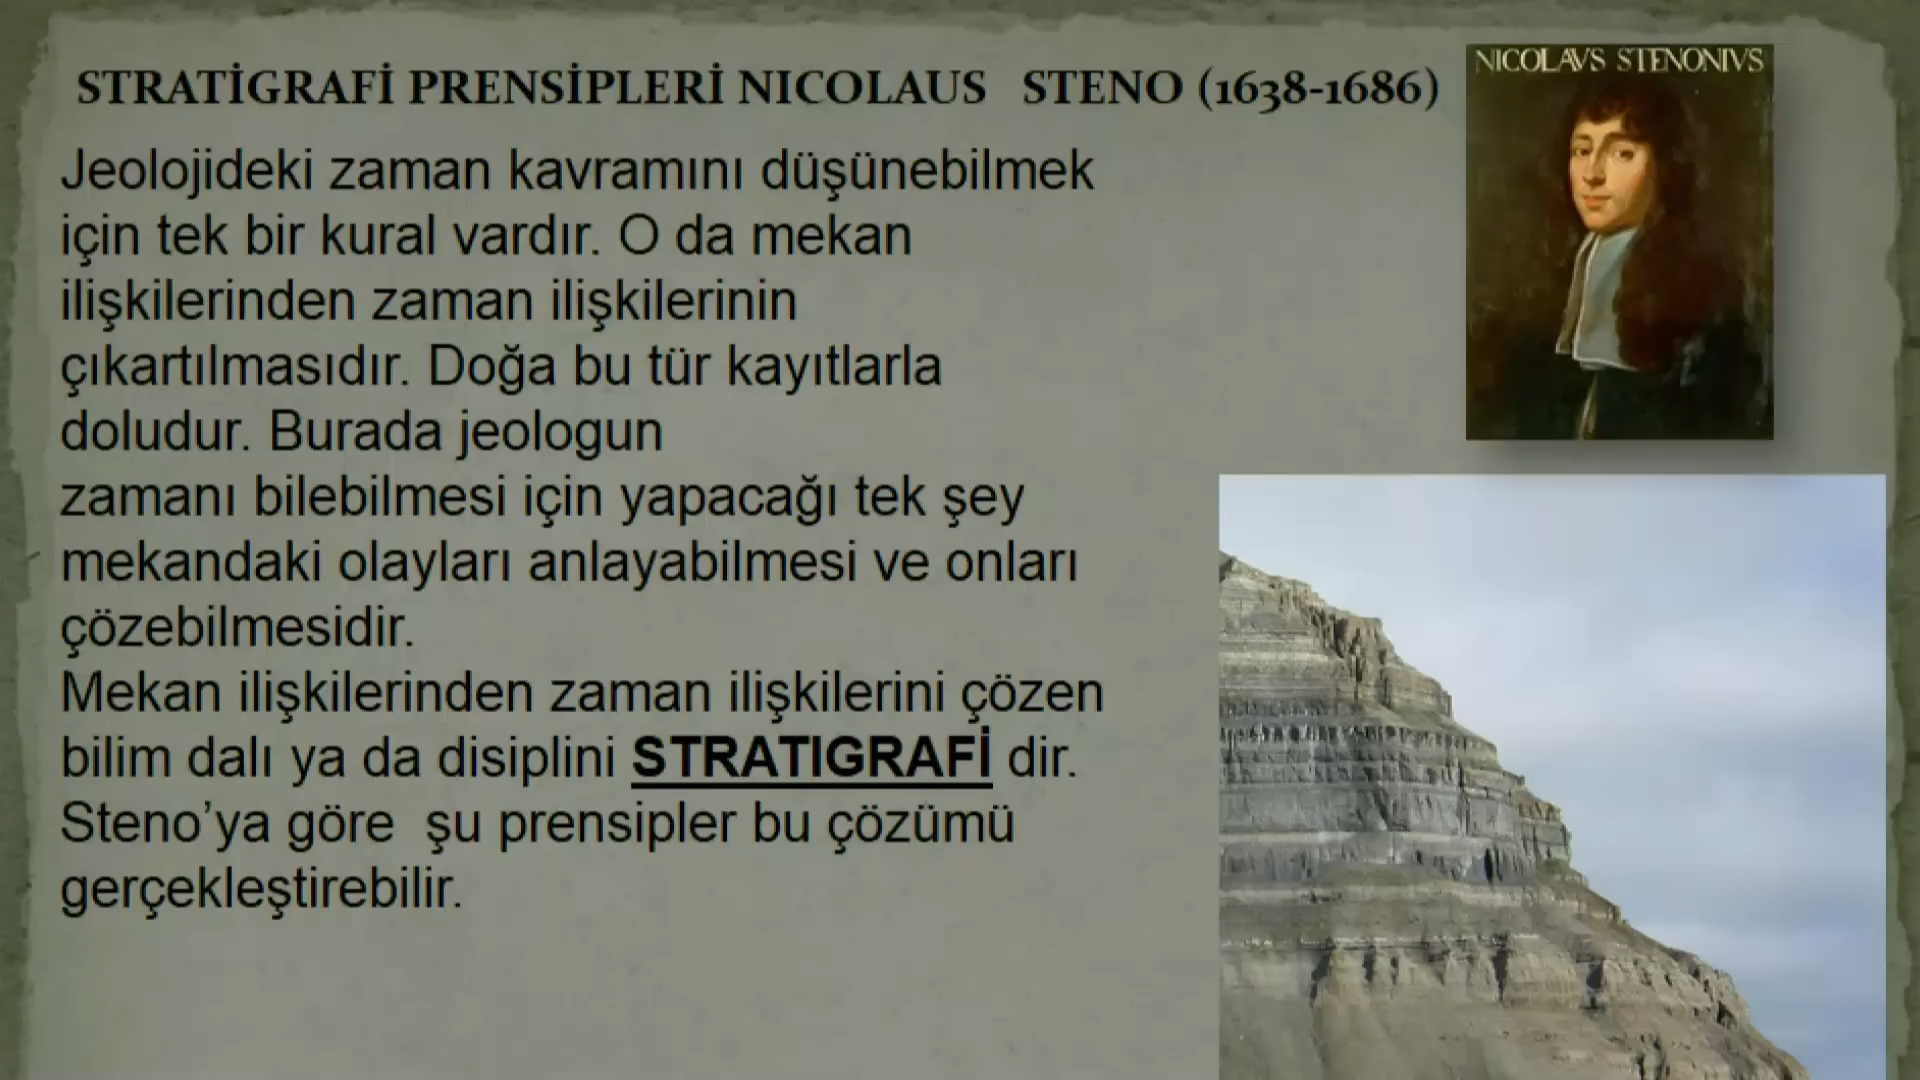 STRATİGRAFİ PRENSİPLERİ NICOLAUS STENO (1638-1686)
NICOLAVS STENONIVS
Jeolojideki zaman kavramını düşünebilmek
için tek bir kural vardır. O da mekan
ilişkilerinden zaman ilişkilerinin
çıkartılmasıdır. Doğa bu tür kayıtlarla
doludur. Burada jeologun
zamanı bilebilmesi için yapacağı tek şey
mekandaki olayları anlayabilmesi ve onları
çözebilmesidir.
Mekan ilişkilerinden zaman ilişkilerini çözen
bilim dalı ya da disiplini STRATIGRAFİ dir.
Steno’ya göre şu prensipler bu çözümü
gerçekleştirebilir.